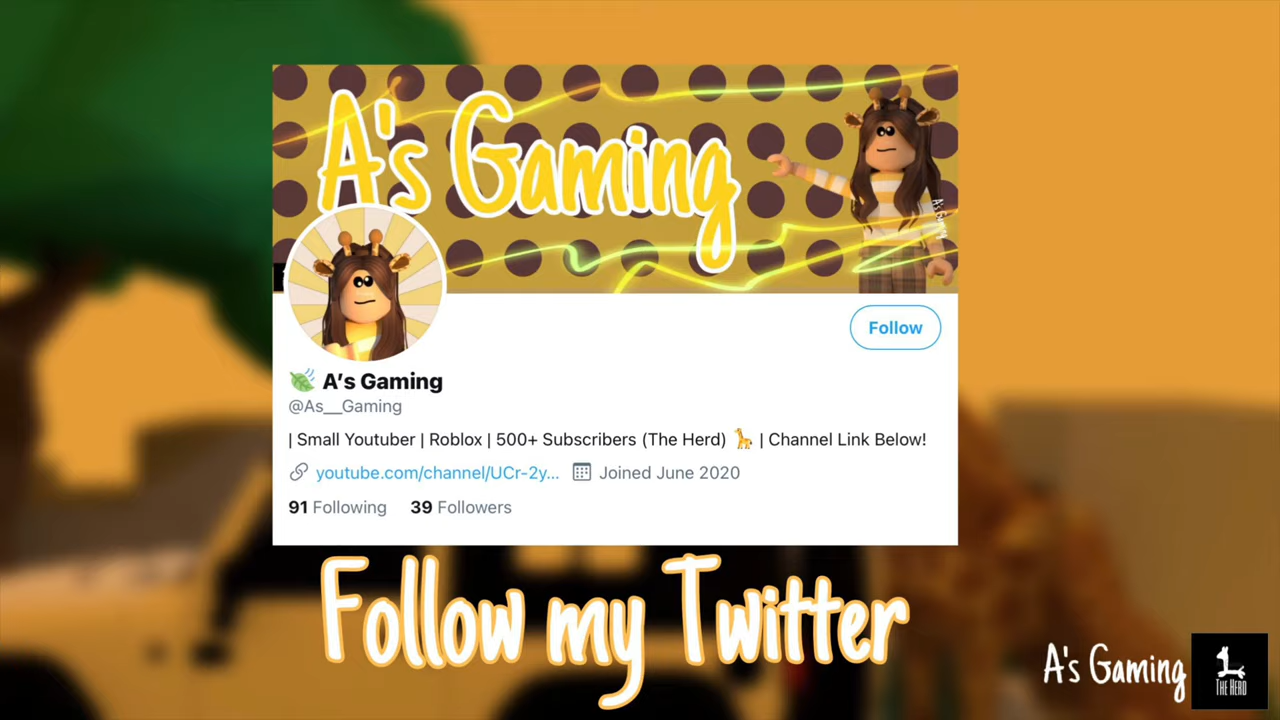 A's Gaming
A's Gaming
🍃 A's Gaming
@As__Gaming
| Small Youtuber | Roblox | 500+ Subscribers (The Herd) 🦒 | Channel Link Below!
youtube.com/channel/UCr-2y... Joined June 2020
91 Following 39 Followers
Follow
Follow my Twitter
A's Gaming
THE HERD